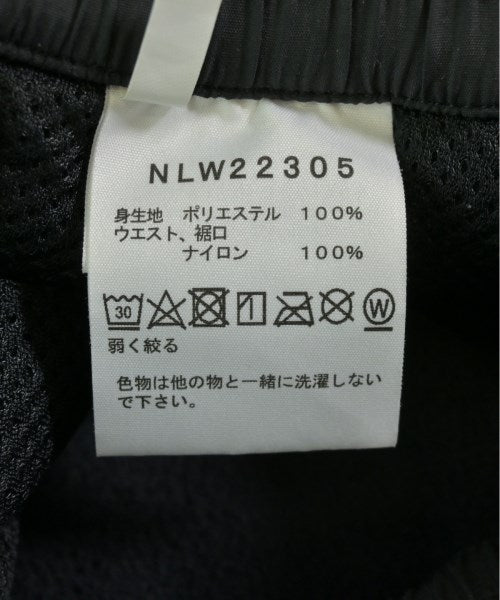 NLW22305
身生地 ポリエステル 100%
ウエスト、裾口
ナイロン 100%
30 W
弱く絞る
色物は他の物と一緒に洗濯しない
で下さい。